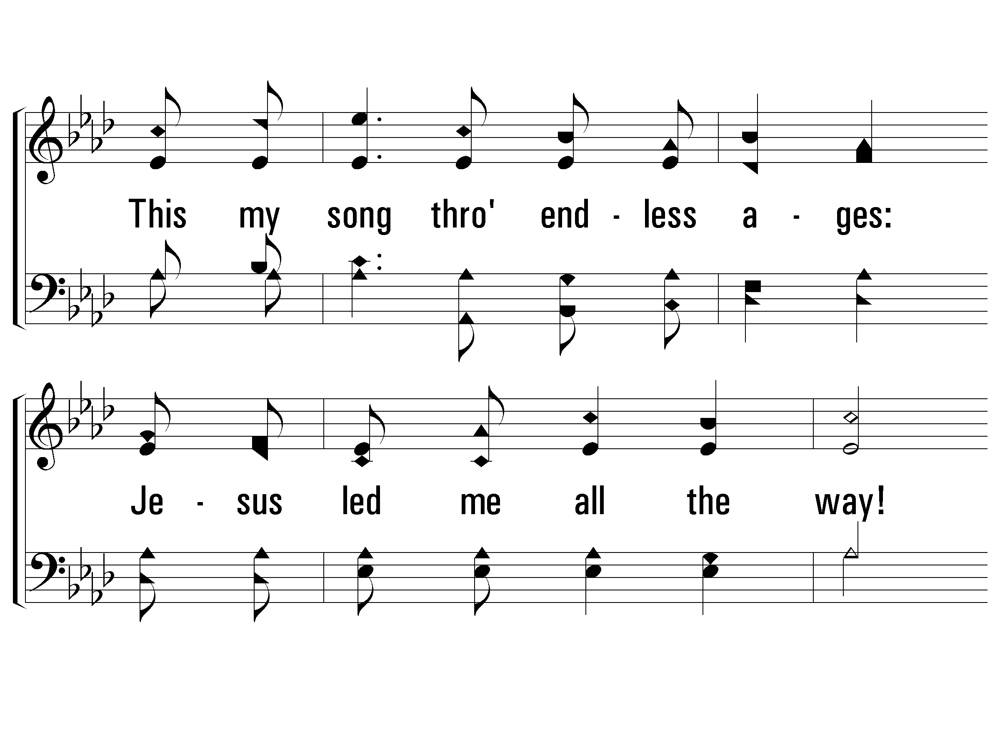 This my song thro' end - less a - ges:
Je - sus led me all the way!